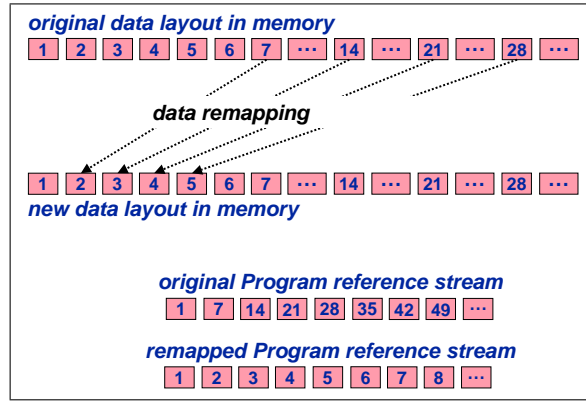 original data layout in memory
1 2 3 4 5 6 7 ... 14 ... 21 ... 28 ...
data remapping
1 2 3 4 5 6 7 ... 14 ... 21 ... 28 ...
new data layout in memory
original Program reference stream
1 7 14 21 28 35 42 49 ...
remapped Program reference stream
1 2 3 4 5 6 7 8 ...